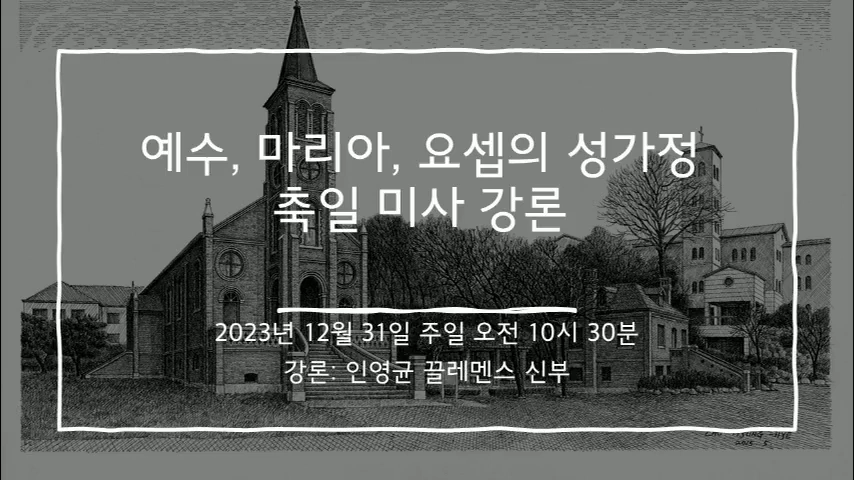 예수, 마리아, 요셉의 성가정
축일 미사 강론
2023년 12월 31일 주일 오전 10시 30분
강론: 인영균 끌레멘스 신부